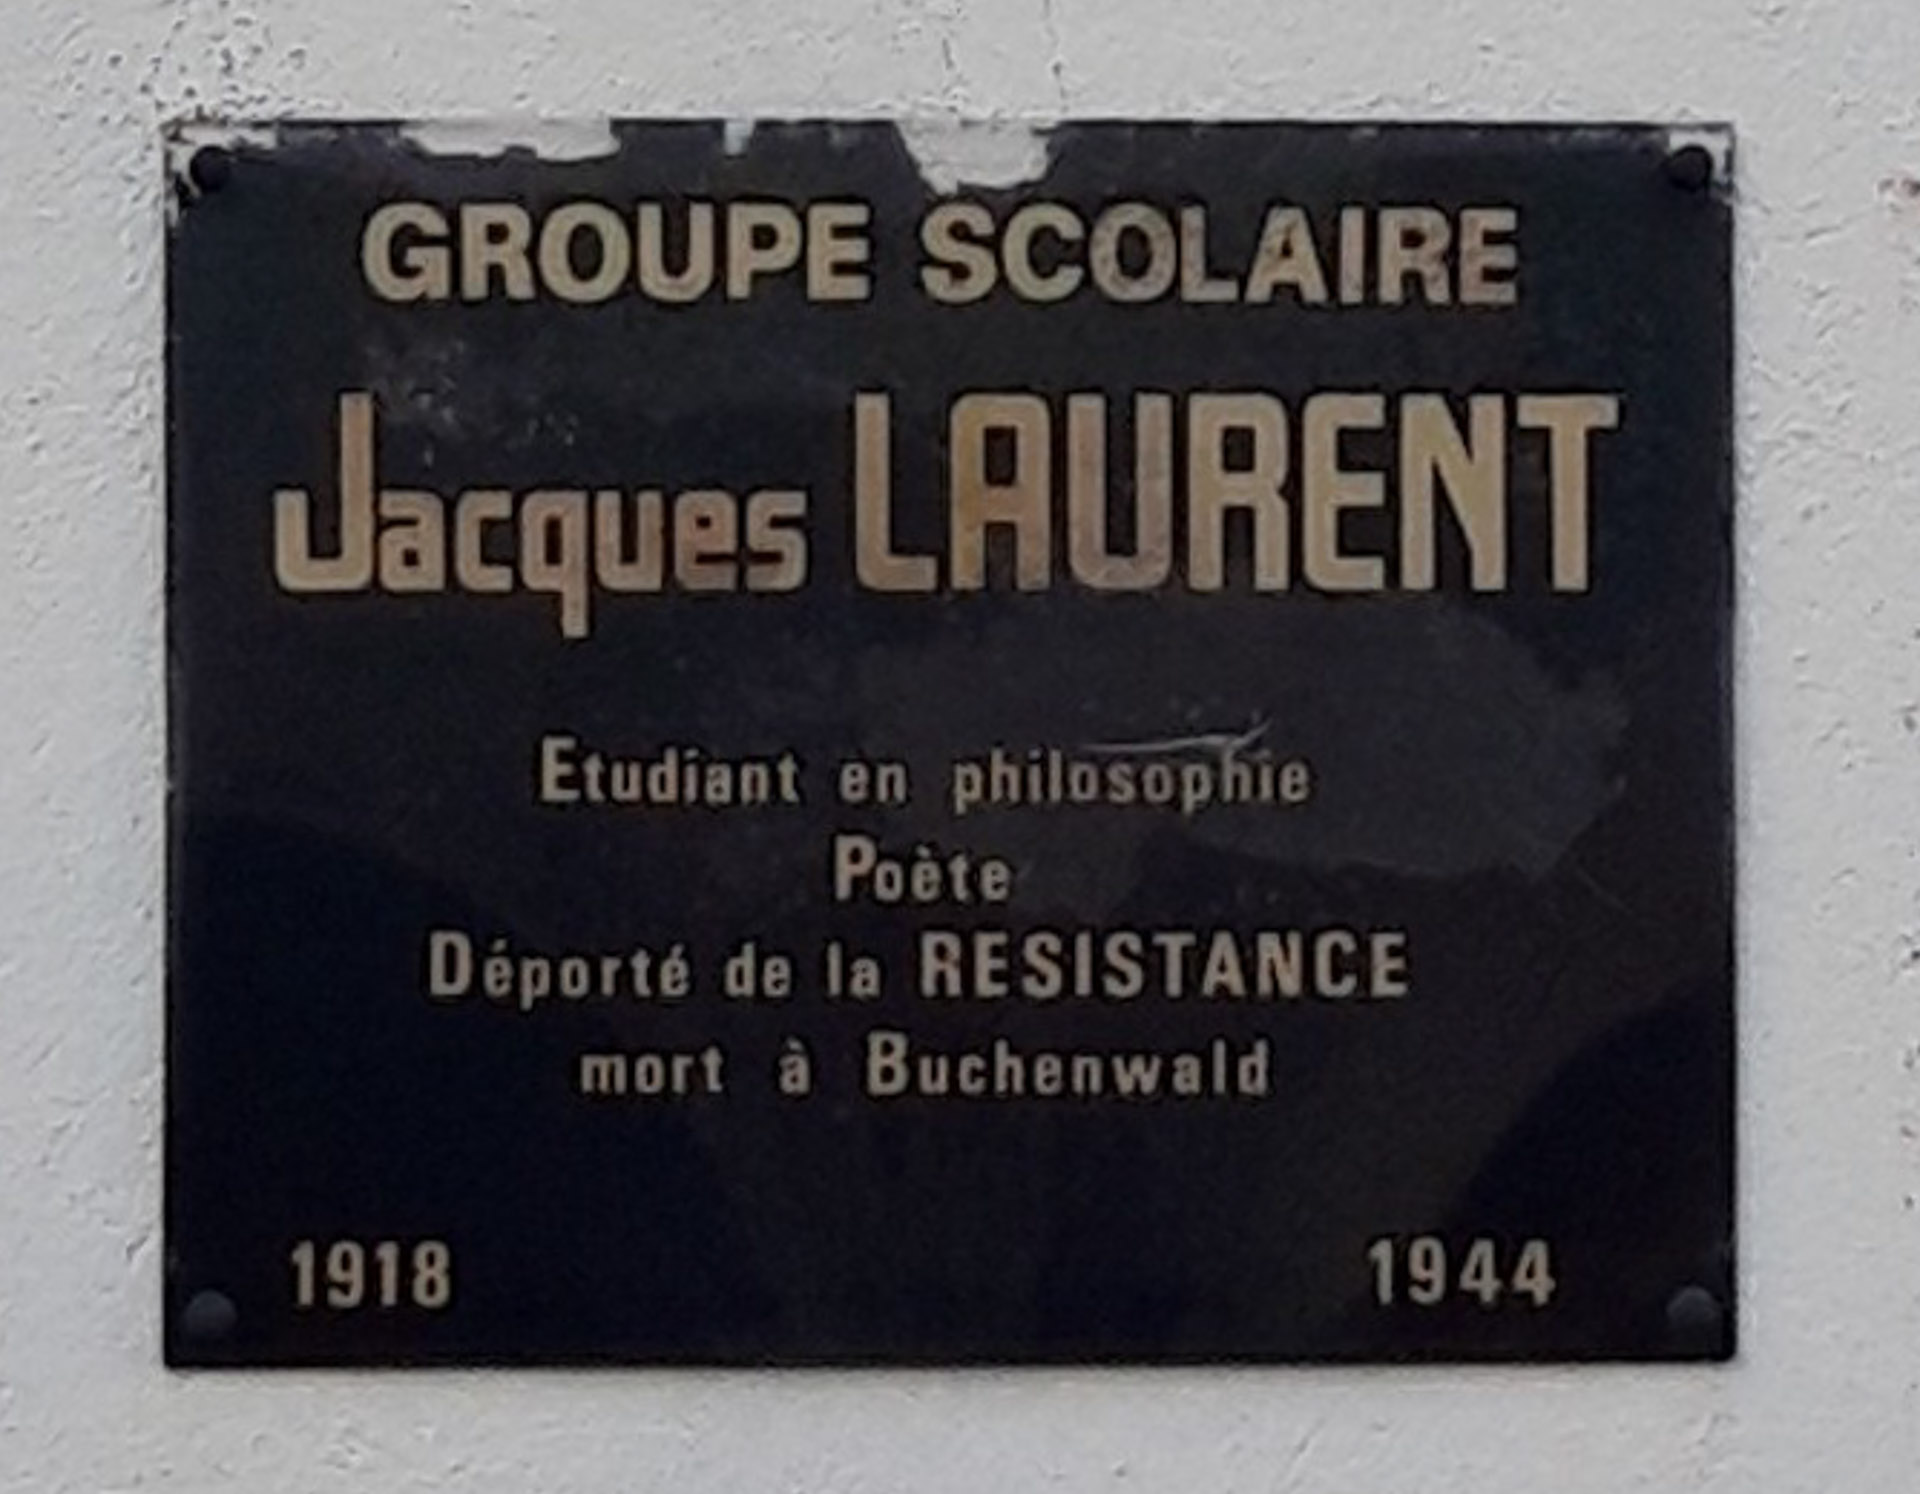 GROUPE SCOLAIRE
Jacques LAURENT
Etudiant en philosophie
Poète
Déporté de la RESISTANCE
mort à Buchenwald
1918 1944